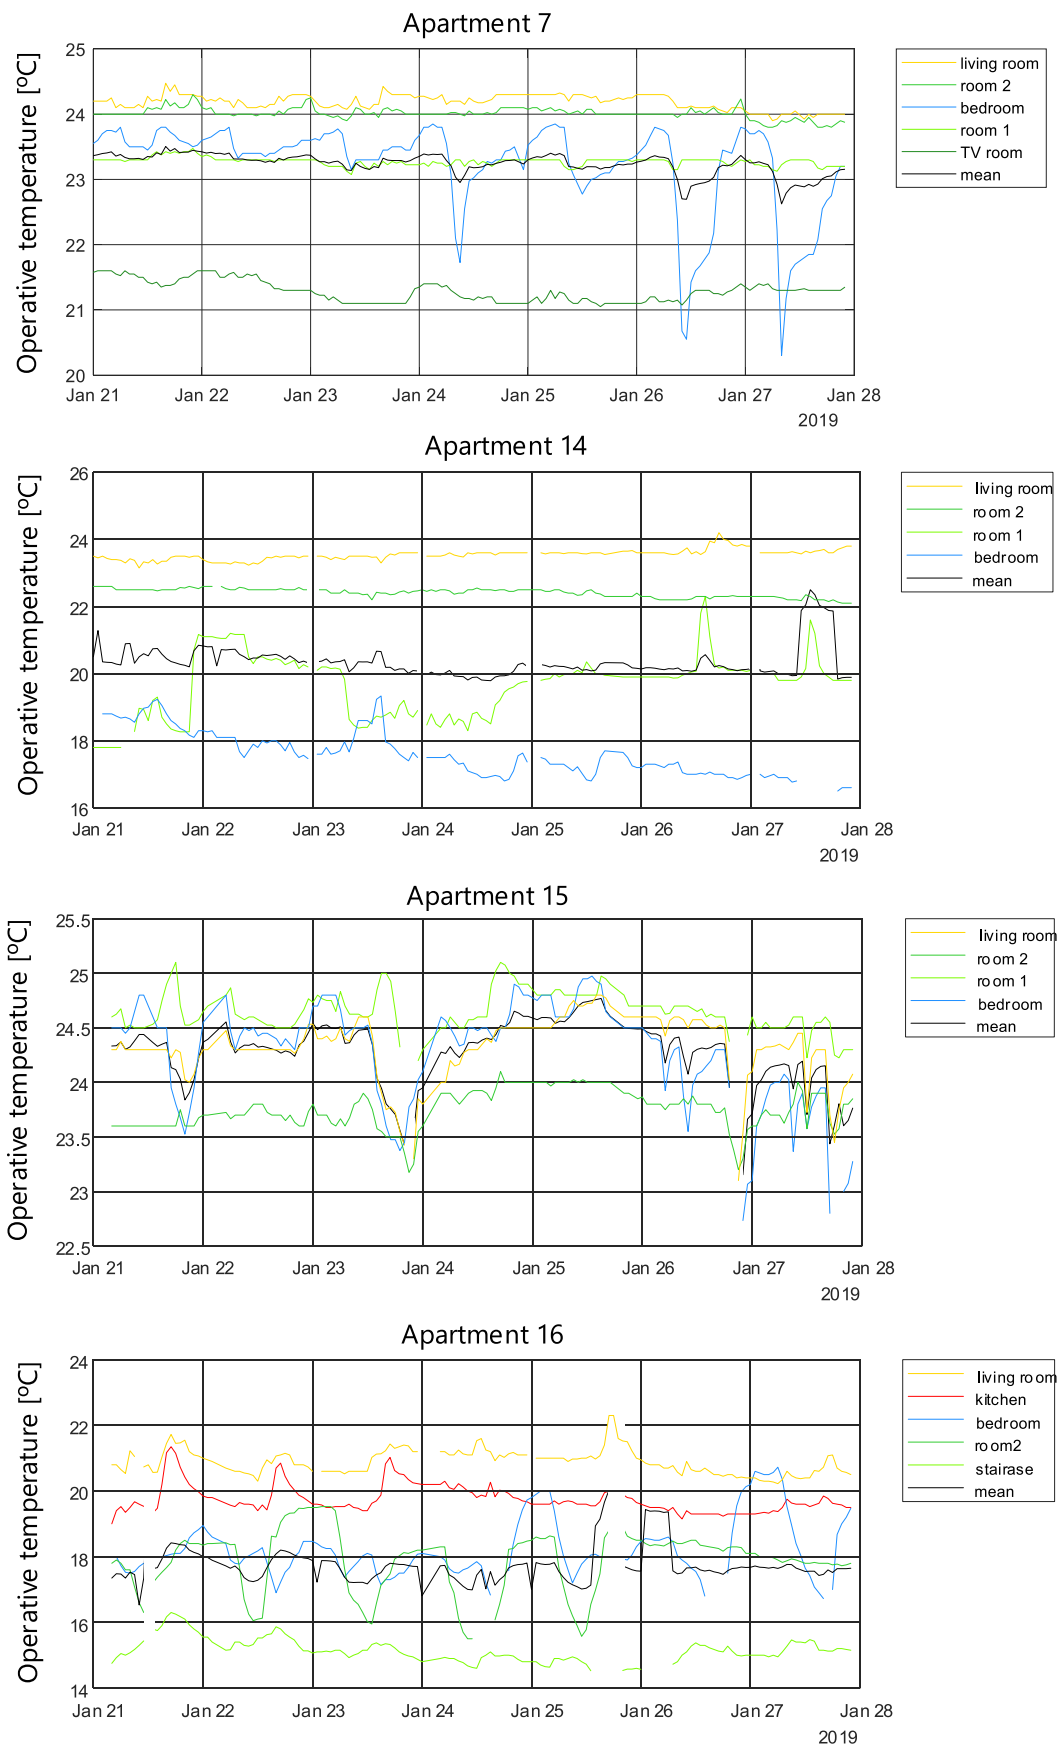 Apartment 7
Operative temperature [ºC]
25
24
23
22
21
20
Jan 21 Jan 22 Jan 23 Jan 24 Jan 25 Jan 26 Jan 27 Jan 28
2019
living room
room 2
bedroom
room 1
TV room
mean
Apartment 14
Operative temperature [ºC]
26
24
22
20
18
16
Jan 21 Jan 22 Jan 23 Jan 24 Jan 25 Jan 26 Jan 27 Jan 28
2019
living room
room 2
room 1
bedroom
mean
Apartment 15
Operative temperature [ºC]
25.5
25
24.5
24
23.5
23
22.5
Jan 21 Jan 22 Jan 23 Jan 24 Jan 25 Jan 26 Jan 27 Jan 28
2019
living room
room 2
room 1
bedroom
mean
Apartment 16
Operative temperature [ºC]
24
22
20
18
16
14
Jan 21 Jan 22 Jan 23 Jan 24 Jan 25 Jan 26 Jan 27 Jan 28
2019
living room
kitchen
bedroom
room2
stairase
mean